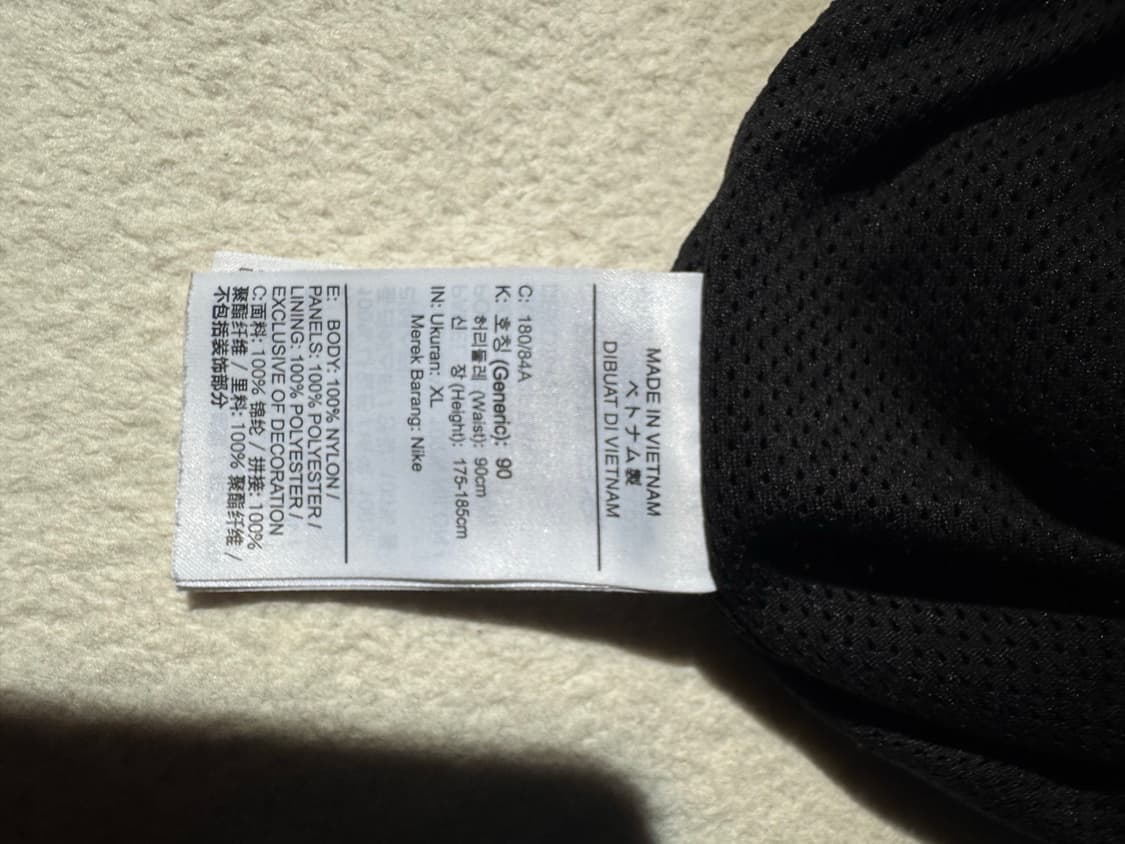 MADE IN VIETNAM
ベトナム製
DIBUAT DI VIETNAM
C: 180/84A
K: 호칭 (Generic): 90
허리둘레 (Waist): 90cm
신 장 (Height): 175-185cm
IN: Ukuran: XL
Merek Barang: Nike
E: BODY: 100% NYLON /
PANELS: 100% POLYESTER /
LINING: 100% POLYESTER /
EXCLUSIVE OF DECORATION
C:面料: 100% 锦纶 / 拼接: 100%
聚酯纤维 / 里料: 100% 聚酯纤维 /
不包括装饰部分